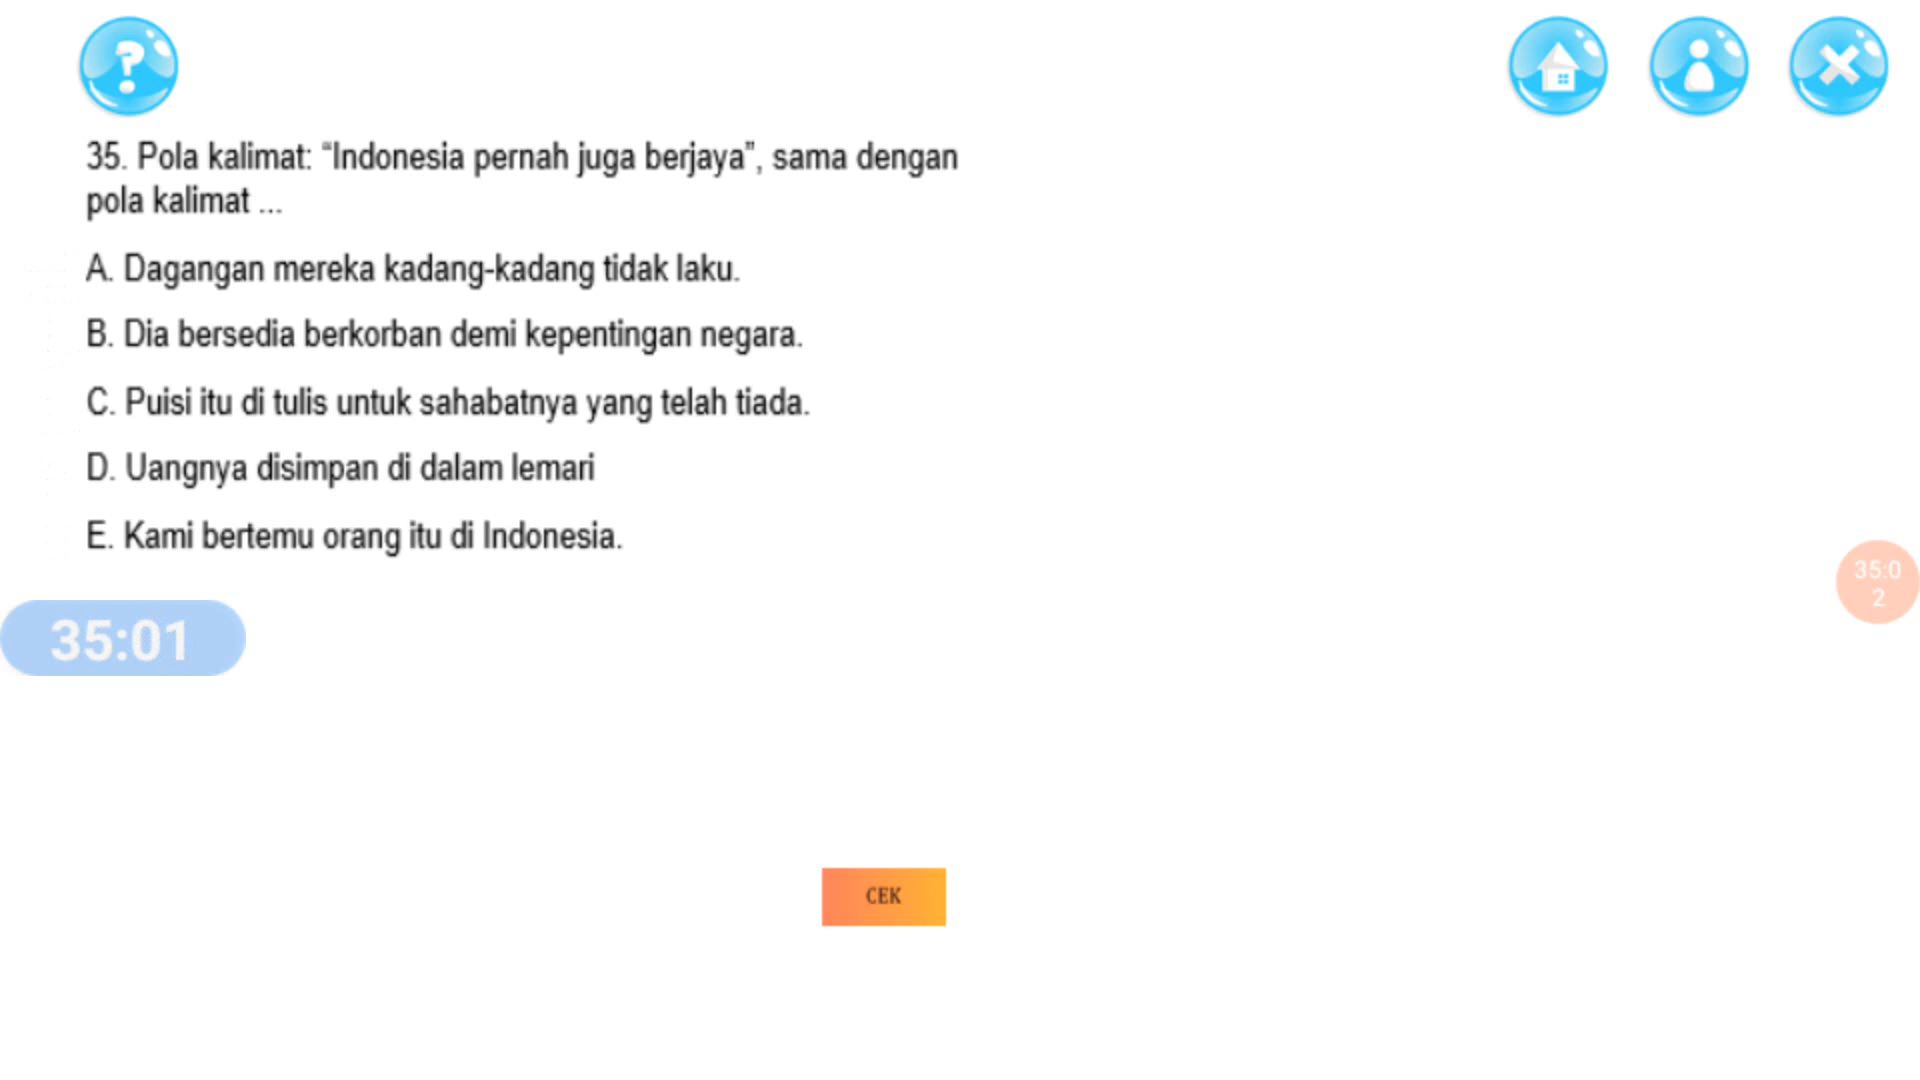 35. Pola kalimat: “Indonesia pernah juga berjaya”, sama dengan
pola kalimat ...
A. Dagangan mereka kadang-kadang tidak laku.
B. Dia bersedia berkorban demi kepentingan negara.
C. Puisi itu di tulis untuk sahabatnya yang telah tiada.
D. Uangnya disimpan di dalam lemari
E. Kami bertemu orang itu di Indonesia.
35:0
2
35:01
CEK